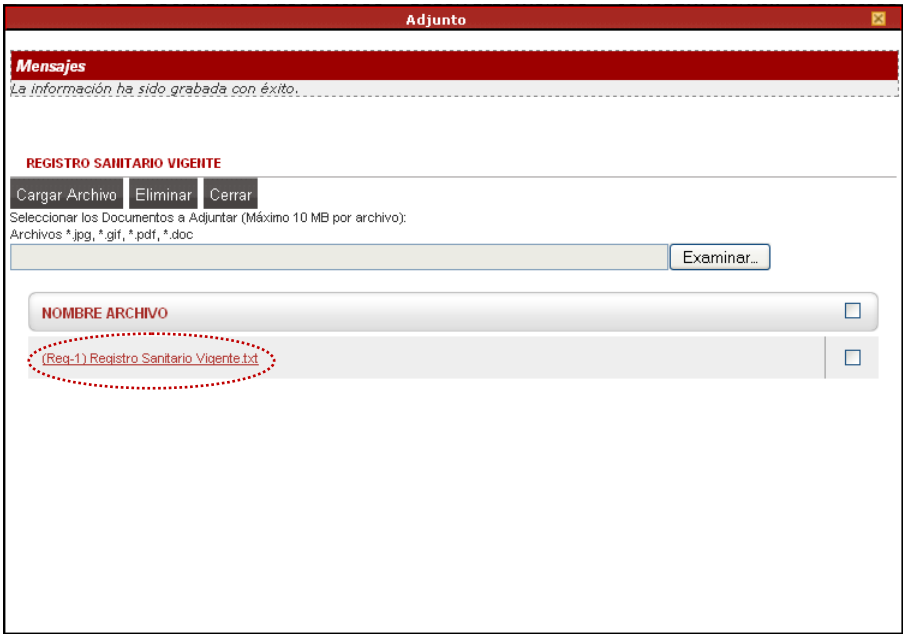 Adjunto
Mensajes
La información ha sido grabada con éxito.
REGISTRO SANITARIO VIGENTE
Cargar Archivo Eliminar Cerrar
Seleccionar los Documentos a Adjuntar (Máximo 10 MB por archivo):
Archivos *.jpg, *.gif, *.pdf, *.doc
Examinar...
NOMBRE ARCHIVO
(Req-1) Registro Sanitario Vigente.txt